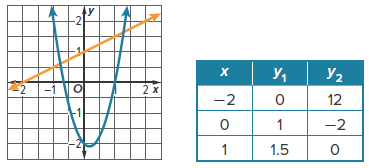 y
2
1
-2 -1 O 2 x
-1
-2
x y₁ y₂
-2 0 12
0 1 -2
1 1.5 0